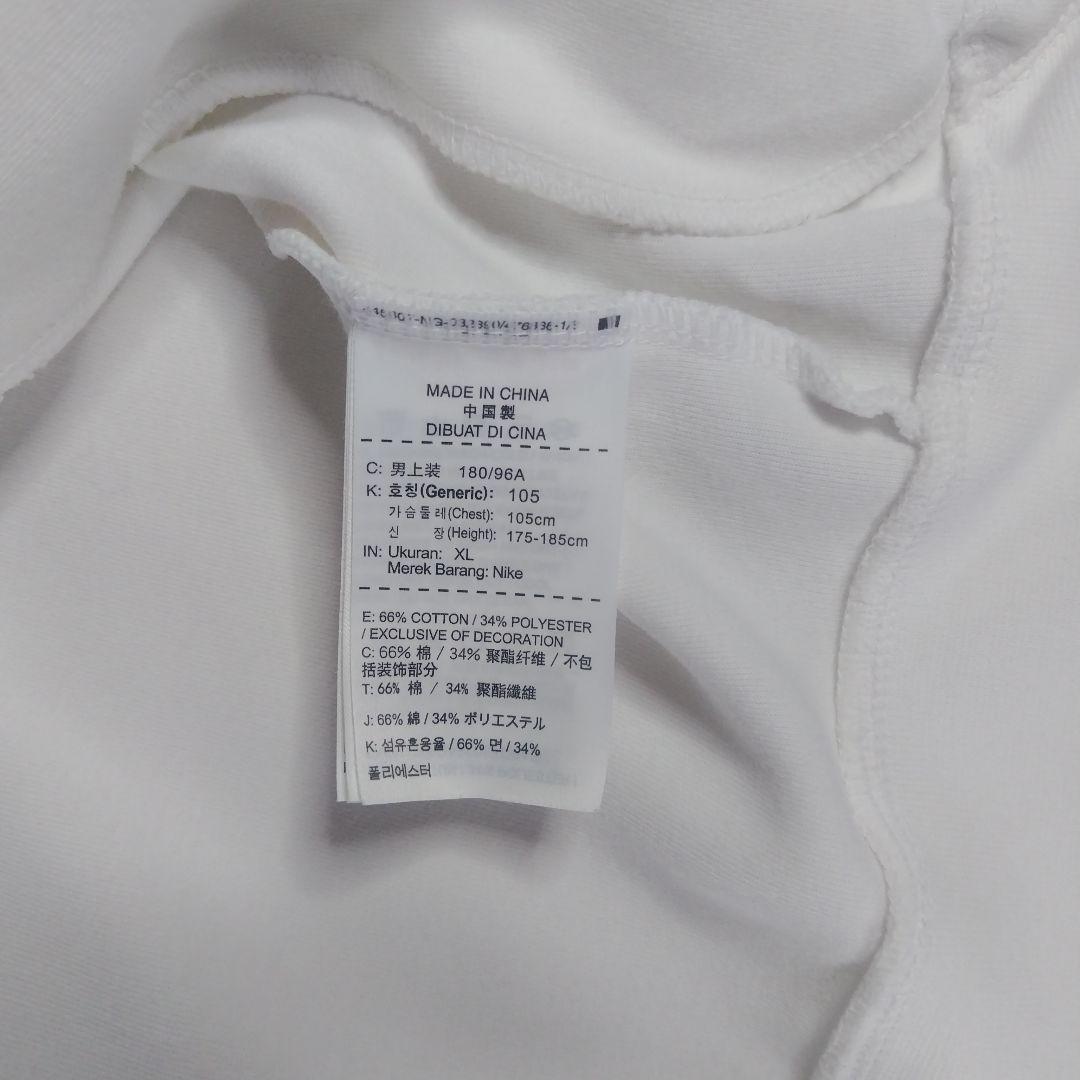 MADE IN CHINA
中国製
DIBUAT DI CINA
C: 男上装 180/96A
K: 호칭(Generic): 105
가슴둘레(Chest): 105cm
신 장(Height): 175-185cm
IN: Ukuran: XL
Merek Barang: Nike
E: 66% COTTON / 34% POLYESTER
/ EXCLUSIVE OF DECORATION
C: 66% 棉 / 34% 聚酯纤维 / 不包
括装饰部分
T: 66% 棉 / 34% 聚酯纖維
J: 66% 綿 / 34% ポリエステル
K: 섬유혼용율 / 66% 면 / 34%
폴리에스터